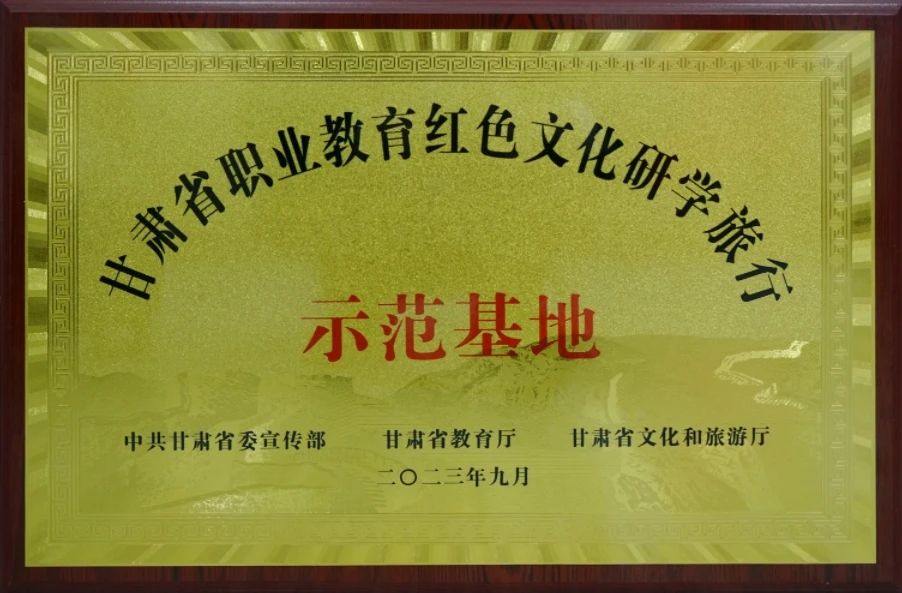 甘肃省职业教育红色文化研学旅行
示范基地
中共甘肃省委宣传部 甘肃省教育厅 甘肃省文化和旅游厅
二〇二三年九月